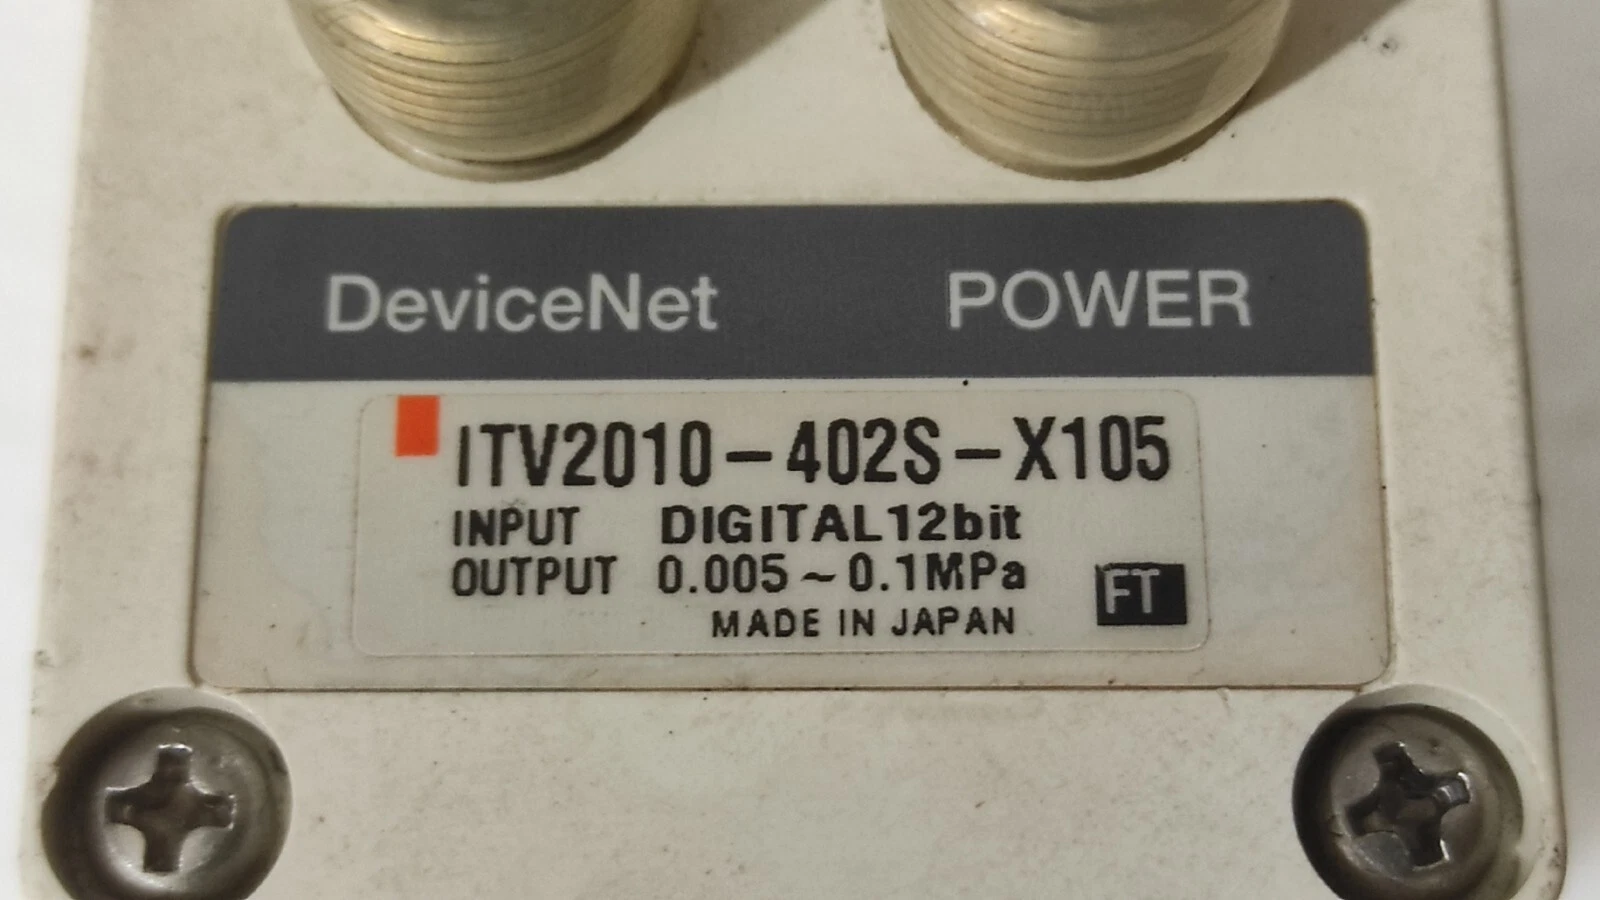 DeviceNet POWER
ITV2010-402S-X105
INPUT DIGITAL12bit
OUTPUT 0.005~0.1MPa
MADE IN JAPAN FT